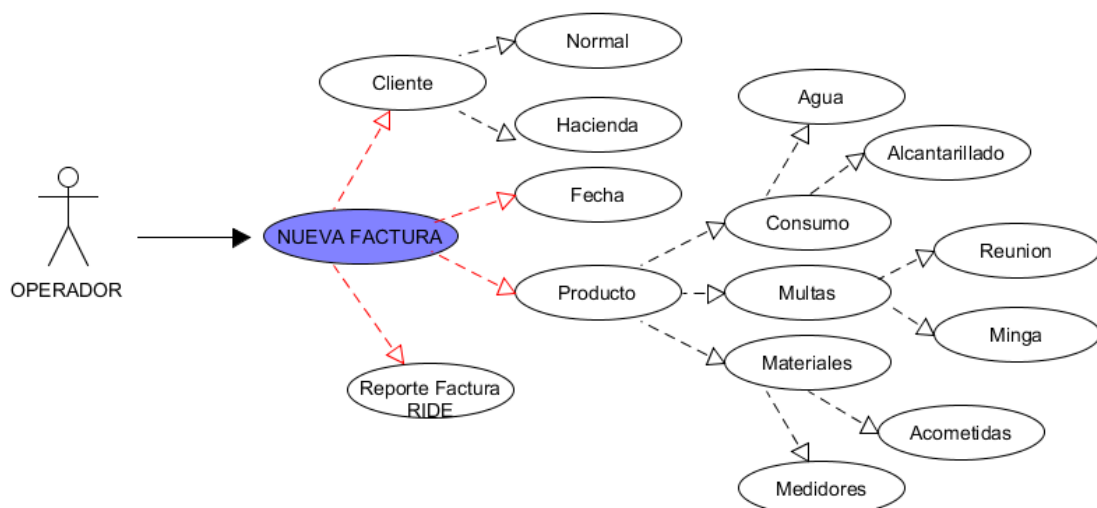 Normal
Cliente
Agua
Hacienda
Alcantarillado
Fecha
Consumo
NUEVA FACTURA
Reunion
OPERADOR
Producto
Multas
Minga
Materiales
Reporte Factura
RIDE
Acometidas
Medidores